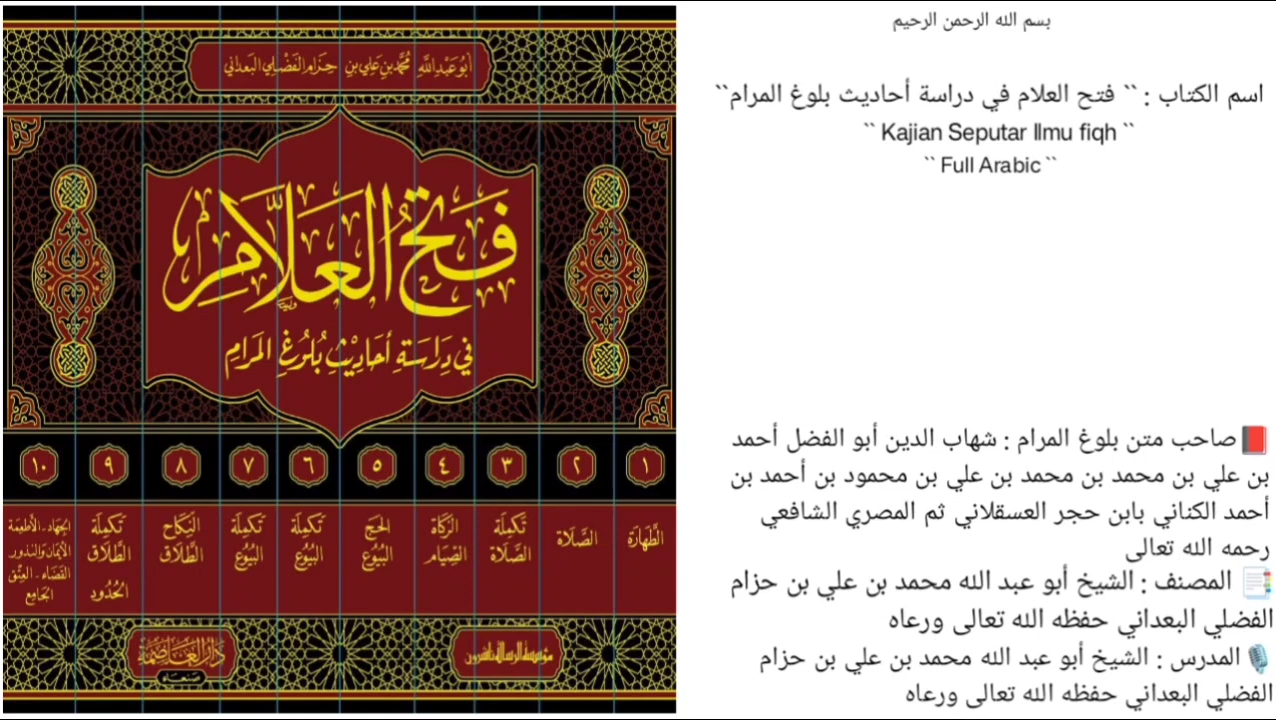 أبو عبد الله محمد بن علي بن حزام الفضلي البعداني
فتح العلام
في دراسة أحاديث بلوغ المرام
١ ٢ ٣ ٤ ٥ ٦ ٧ ٨ ٩ ١٠
الطهارة
الصلاة
تكملة
الصلاة
الزكاة
الصيام
الحج
البيوع
تكملة
البيوع
تكملة
البيوع
النكاح
الطلاق
تكملة
الطلاق
الحدود
الجهاد - الأطعمة
الأيمان والنذور
القضاء - العتق
الجامع
مؤسسة الرسالة ناشرون
دار العاصمة
صنعاء
بسم الله الرحمن الرحيم
اسم الكتاب : `` فتح العلام في دراسة أحاديث بلوغ المرام``
`` Kajian Seputar Ilmu fiqh ``
`` Full Arabic ``
📕صاحب متن بلوغ المرام : شهاب الدين أبو الفضل أحمد
بن علي بن محمد بن محمد بن علي بن محمود بن أحمد بن
أحمد الكناني بابن حجر العسقلاني ثم المصري الشافعي
رحمه الله تعالى
📑 المصنف : الشيخ أبو عبد الله محمد بن علي بن حزام
الفضلي البعداني حفظه الله تعالى ورعاه
🎙️المدرس : الشيخ أبو عبد الله محمد بن علي بن حزام
الفضلي البعداني حفظه الله تعالى ورعاه